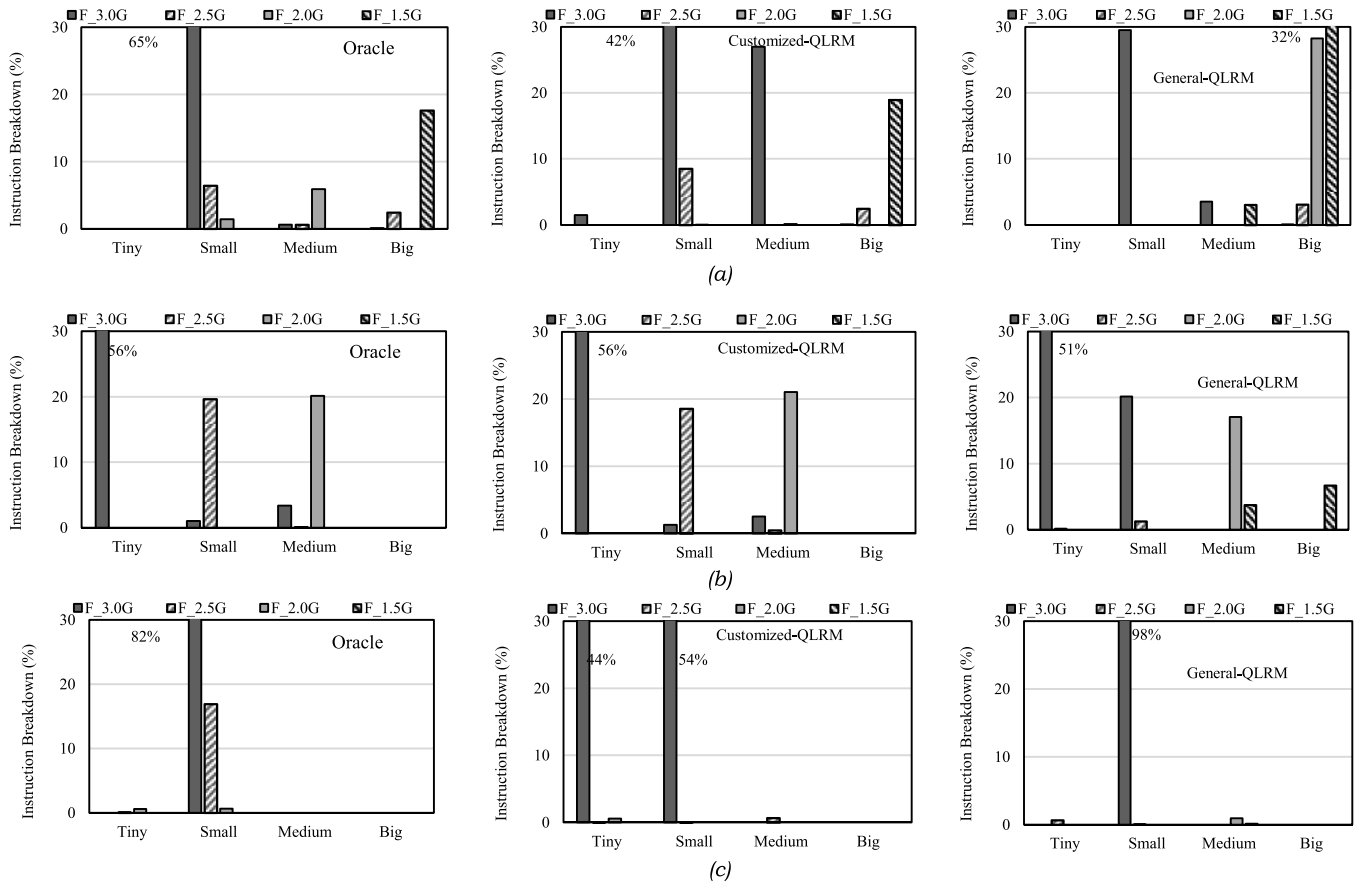 F_3.0G F_2.5G F_2.0G F_1.5G
30
20
10
0
Instruction Breakdown (%)
65%
Oracle
Tiny Small Medium Big
F_3.0G F_2.5G F_2.0G F_1.5G
30
20
10
0
Instruction Breakdown (%)
42%
Customized-QLRM
Tiny Small Medium Big
F_3.0G F_2.5G F_2.0G F_1.5G
30
20
10
0
Instruction Breakdown (%)
32%
General-QLRM
Tiny Small Medium Big
(a)
F_3.0G F_2.5G F_2.0G F_1.5G
30
20
10
0
Instruction Breakdown (%)
56%
Oracle
Tiny Small Medium Big
F_3.0G F_2.5G F_2.0G F_1.5G
30
20
10
0
Instruction Breakdown (%)
56%
Customized-QLRM
Tiny Small Medium Big
F_3.0G F_2.5G F_2.0G F_1.5G
30
20
10
0
Instruction Breakdown (%)
51%
General-QLRM
Tiny Small Medium Big
(b)
F_3.0G F_2.5G F_2.0G F_1.5G
30
20
10
0
Instruction Breakdown (%)
82%
Oracle
Tiny Small Medium Big
F_3.0G F_2.5G F_2.0G F_1.5G
30
20
10
0
Instruction Breakdown (%)
44%
54%
Customized-QLRM
Tiny Small Medium Big
F_3.0G F_2.5G F_2.0G F_1.5G
30
20
10
0
Instruction Breakdown (%)
98%
General-QLRM
Tiny Small Medium Big
(c)